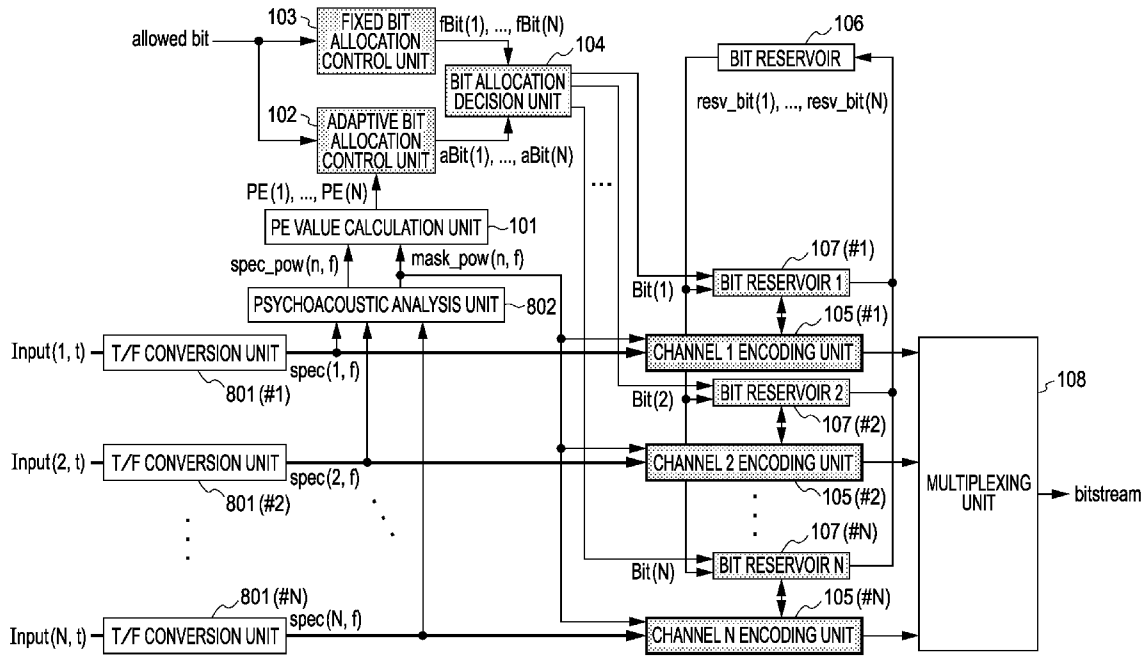 103
FIXED BIT
ALLOCATION
CONTROL UNIT
fBit(1), ..., fBit(N)
allowed bit
104
BIT ALLOCATION
DECISION UNIT
106
BIT RESERVOIR
resv_bit(1), ..., resv_bit(N)
102
ADAPTIVE BIT
ALLOCATION
CONTROL UNIT
aBit(1), ..., aBit(N)
...
PE(1), ..., PE(N)
PE VALUE CALCULATION UNIT
101
spec_pow(n, f)
mask_pow(n, f)
PSYCHOACOUSTIC ANALYSIS UNIT
802
107(#1)
BIT RESERVOIR 1
Bit(1)
105(#1)
Input(1, t)
T/F CONVERSION UNIT
spec(1, f)
CHANNEL 1 ENCODING UNIT
801(#1)
108
BIT RESERVOIR 2
Bit(2)
107(#2)
Input(2, t)
T/F CONVERSION UNIT
spec(2, f)
CHANNEL 2 ENCODING UNIT
801(#2)
105(#2)
MULTIPLEXING
UNIT
bitstream
107(#N)
BIT RESERVOIR N
Bit(N)
801(#N)
105(#N)
Input(N, t)
T/F CONVERSION UNIT
spec(N, f)
CHANNEL N ENCODING UNIT